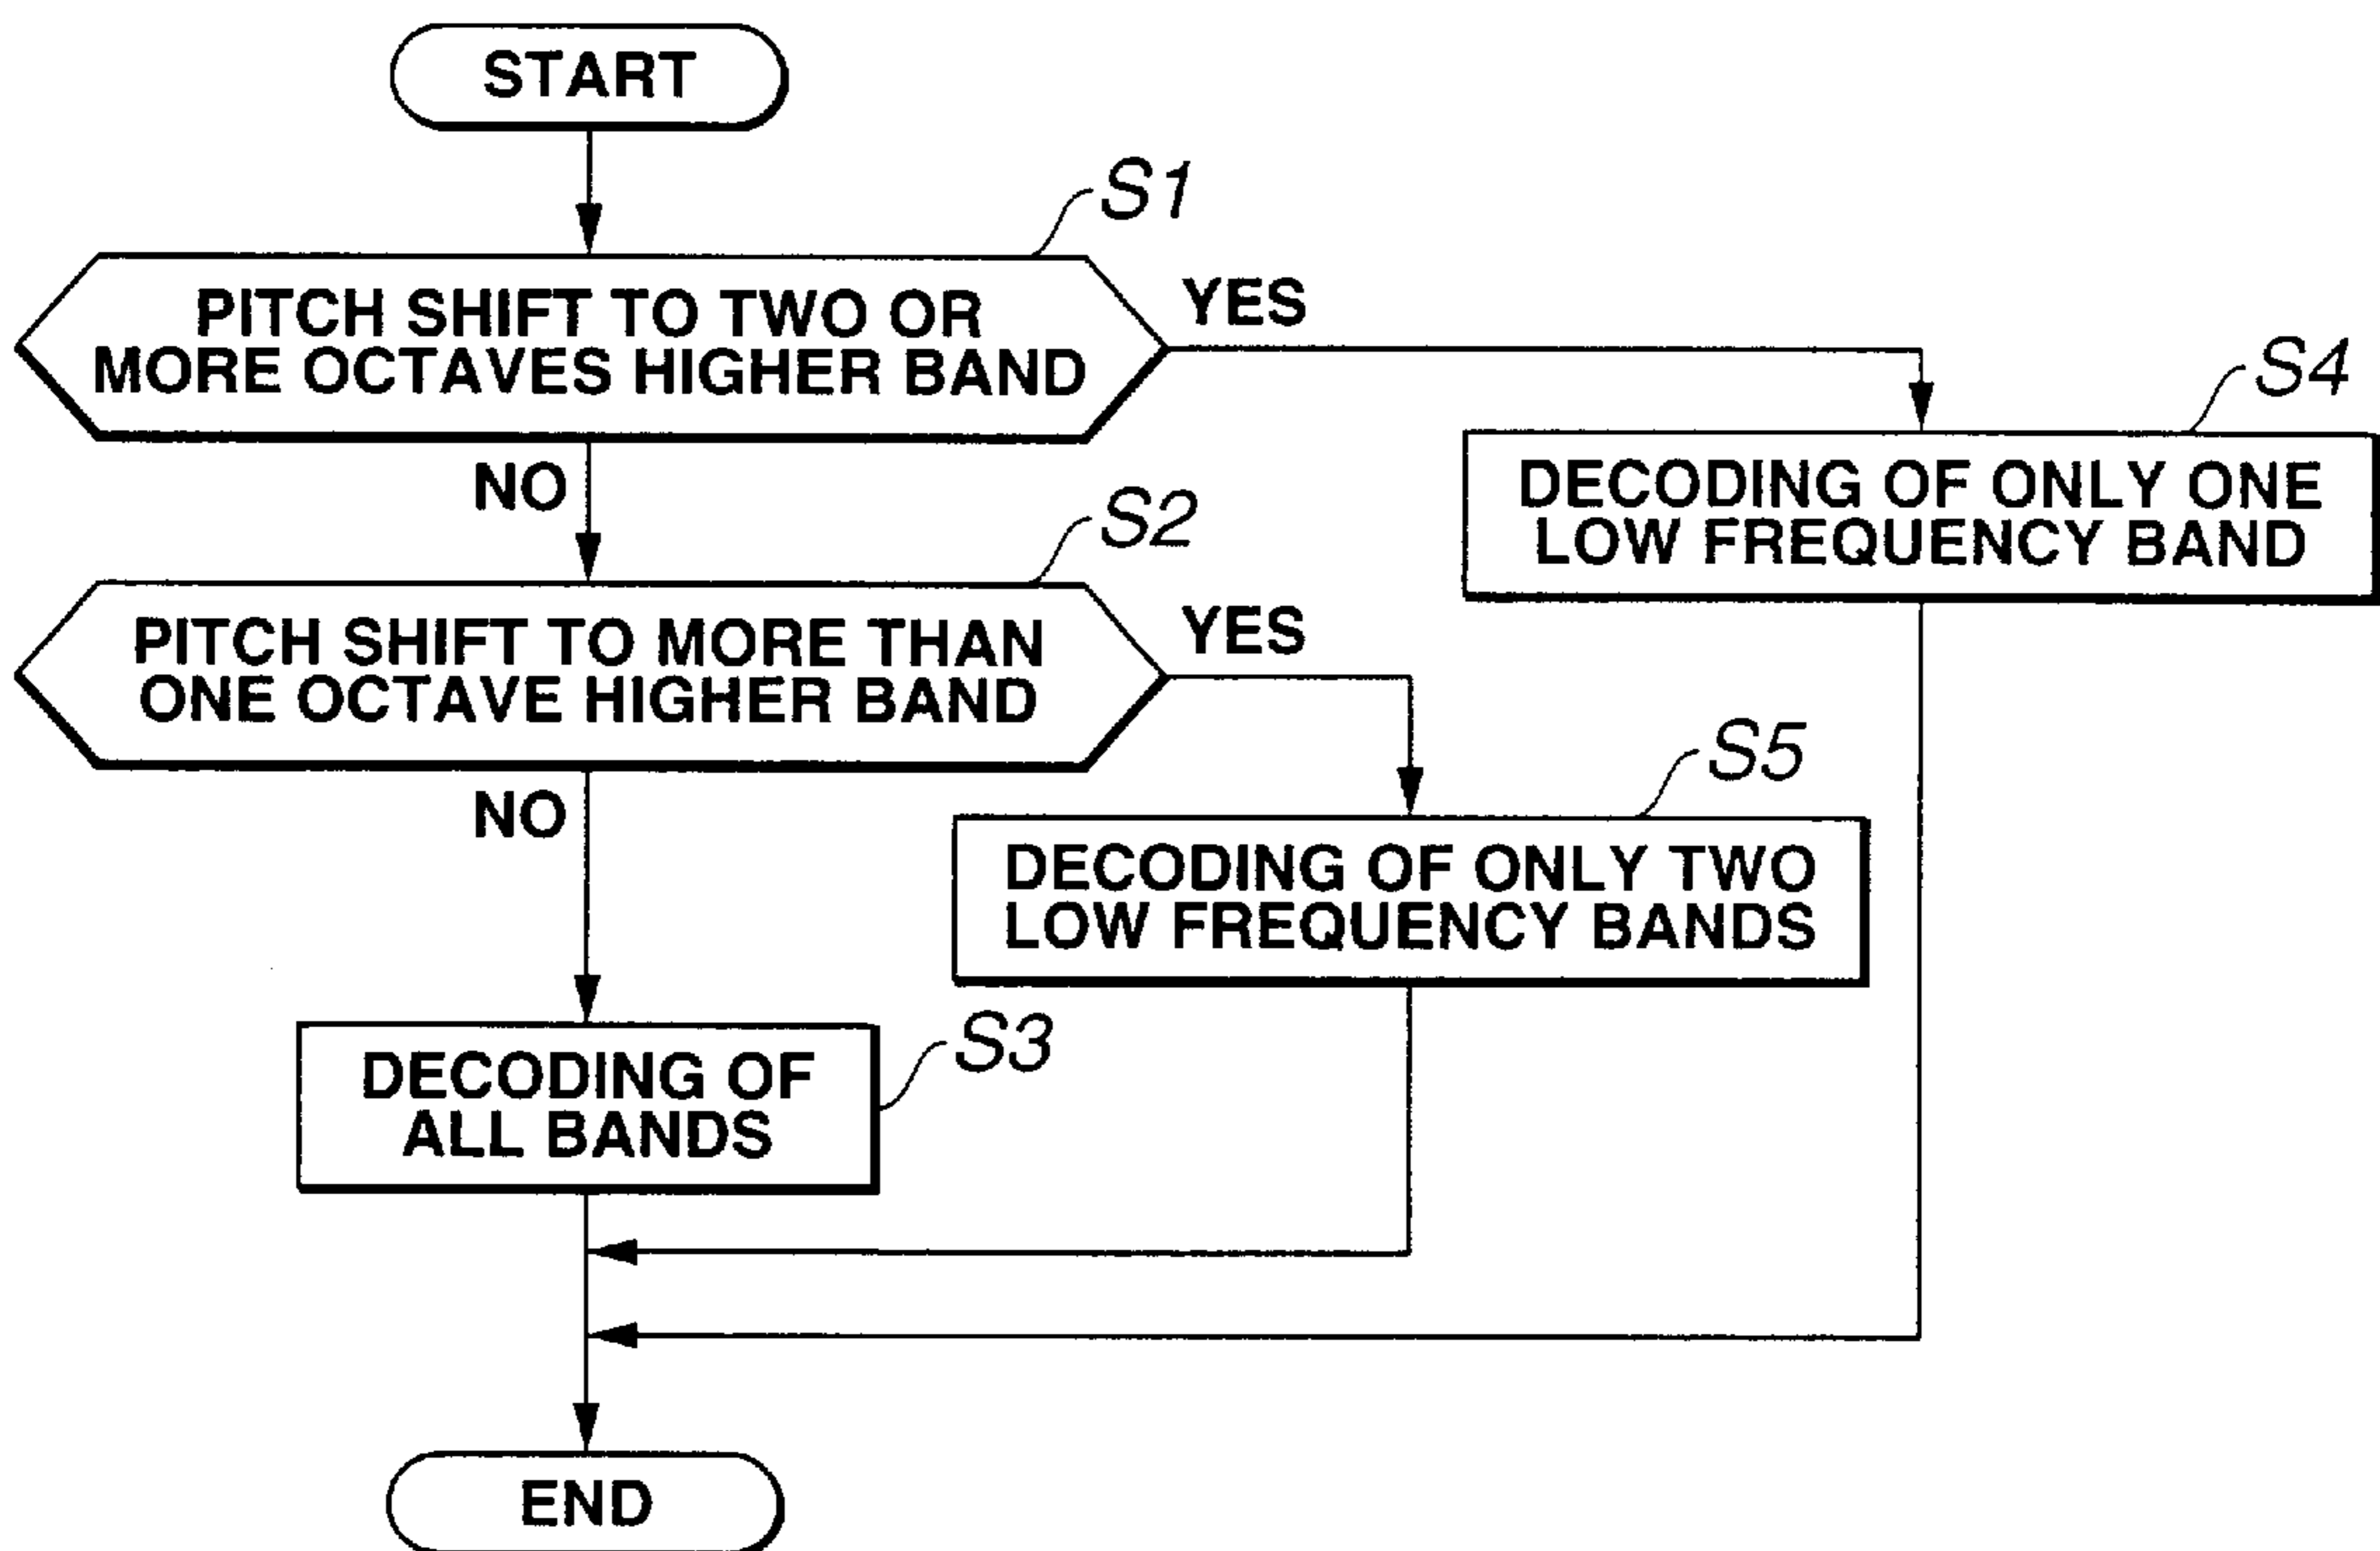 START
S1
PITCH SHIFT TO TWO OR
MORE OCTAVES HIGHER BAND
YES
S4
DECODING OF ONLY ONE
LOW FREQUENCY BAND
NO
S2
PITCH SHIFT TO MORE THAN
ONE OCTAVE HIGHER BAND
YES
S5
DECODING OF ONLY TWO
LOW FREQUENCY BANDS
NO
S3
DECODING OF
ALL BANDS
END